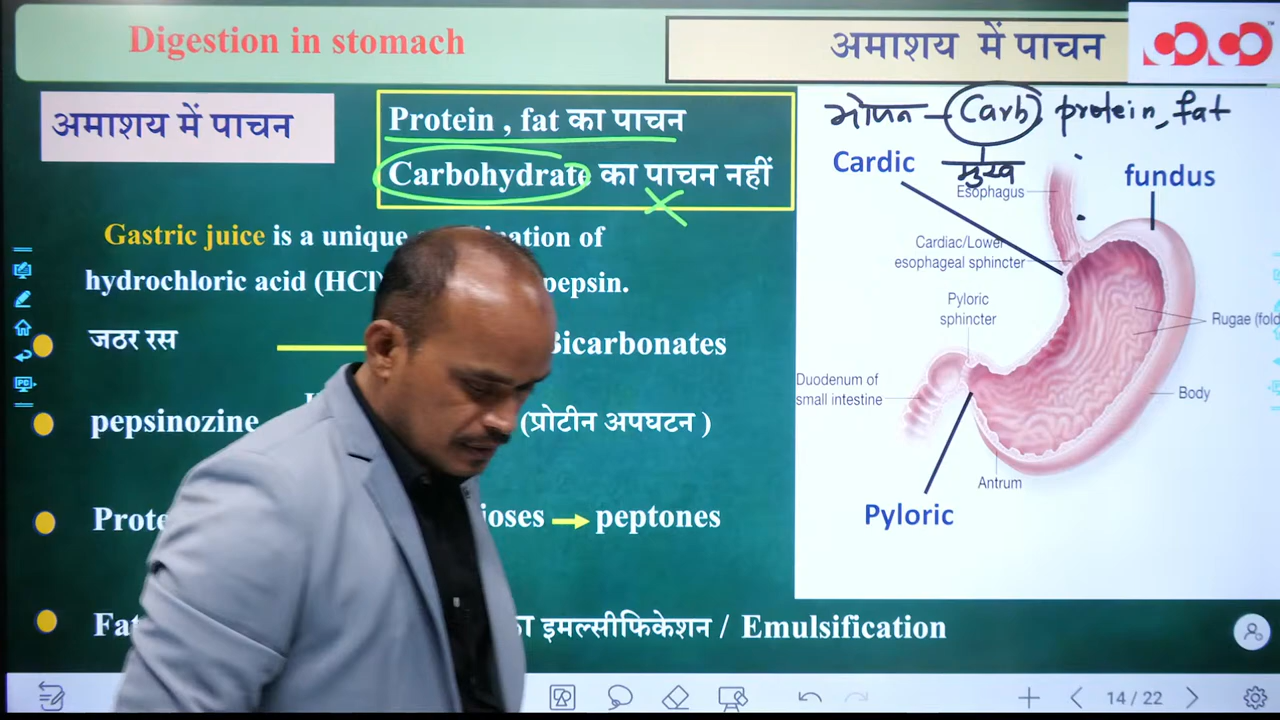 Digestion in stomach
अमाशय में पाचन
अमाशय में पाचन
Protein , fat का पाचन
Carbohydrate का पाचन नहीं
भोजन - Carb, protein, fat
मुख
Cardic
fundus
Esophagus
Cardiac/Lower
esophageal sphincter
Pyloric
sphincter
Rugae (fold
Duodenum of
small intestine
Body
Antrum
Pyloric
Gastric juice is a unique of
hydrochloric acid (HCl) pepsin.
जठर रस Bicarbonates
pepsinozine (प्रोटीन अपघटन )
peptones
इमल्सीफिकेशन / Emulsification
14 / 22